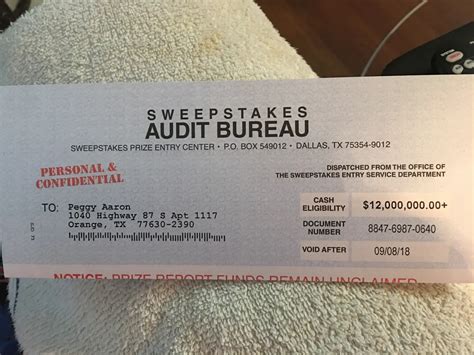 SWEEPSTAKES
AUDIT BUREAU
SWEEPSTAKES PRIZE ENTRY CENTER • P.O. BOX 549012 • DALLAS, TX 75354-9012
PERSONAL &
CONFIDENTIAL
DISPATCHED FROM THE OFFICE OF
THE SWEEPSTAKES ENTRY SERVICE DEPARTMENT
TO: Peggy Aaron
1040 Highway 87 S Apt 1117
Orange, TX 77630-2390
CASH
ELIGIBILITY
$12,000,000.00+
DOCUMENT
NUMBER
8847-6987-0640
VOID AFTER
09/08/18
NOTICE: PRIZE REPORT FUNDS REMAIN UNCLAIMED